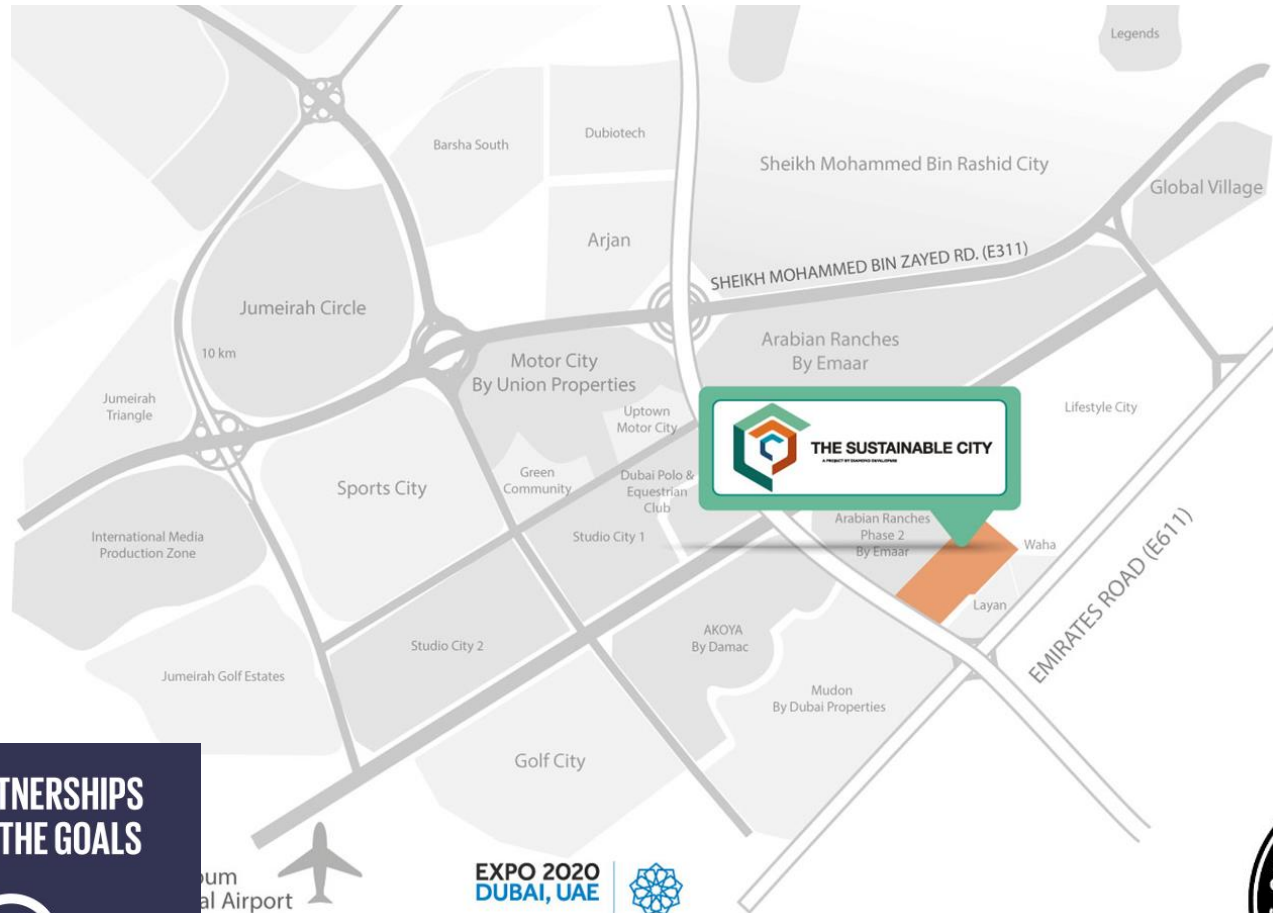 Legends
Dubiotech
Barsha South
Sheikh Mohammed Bin Rashid City
Global Village
Arjan
SHEIKH MOHAMMED BIN ZAYED RD. (E311)
Jumeirah Circle
Arabian Ranches
By Emaar
10 km
Motor City
By Union Properties
Jumeirah
Triangle
Uptown
Motor City
Lifestyle City
THE SUSTAINABLE CITY
Green
Community
Dubai Polo &
Equestrian
Club
Sports City
Arabian Ranches
Phase 2
By Emaar
International Media
Production Zone
Studio City 1
Waha
EMIRATES ROAD (E611)
Layan
AKOYA
By Damac
Studio City 2
Jumeirah Golf Estates
Mudon
By Dubai Properties
Golf City
TNERSHIPS
THE GOALS
oum
al Airport
EXPO 2020
DUBAI, UAE